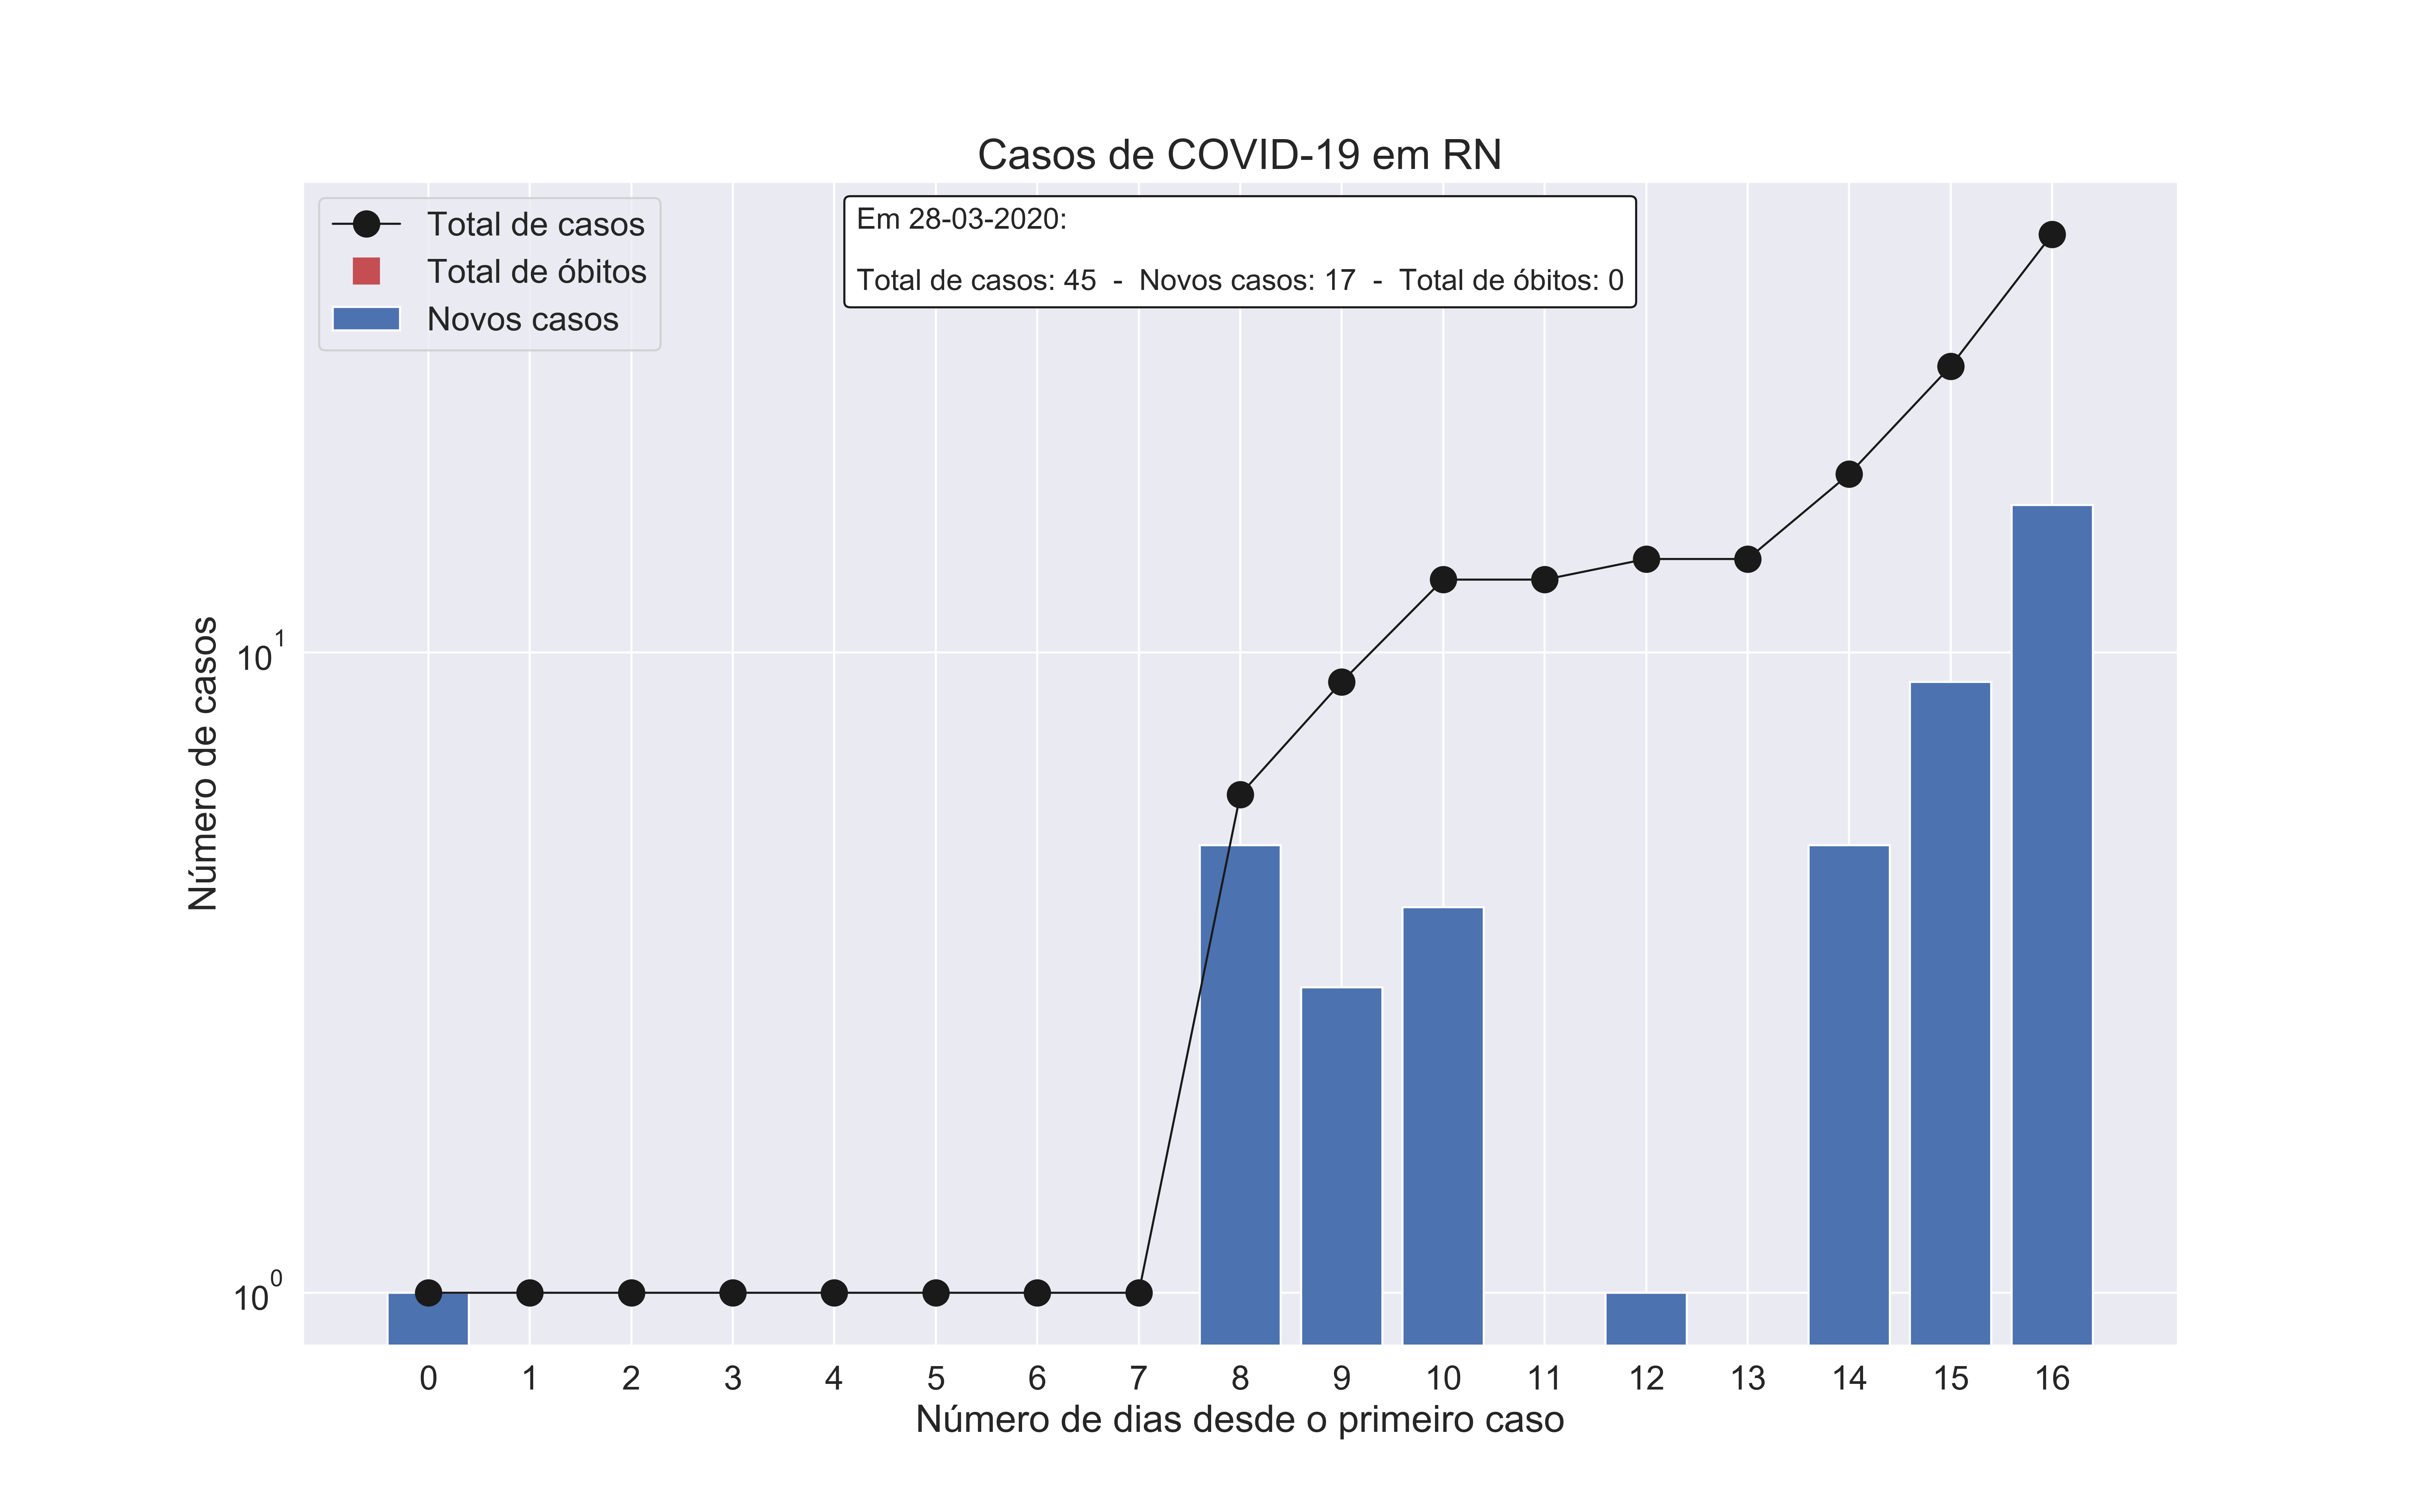 Casos de COVID-19 em RN
Total de casos
Total de óbitos
Novos casos
Em 28-03-2020:
Total de casos: 45 - Novos casos: 17 - Total de óbitos: 0
Número de casos
10¹
10⁰
0 1 2 3 4 5 6 7 8 9 10 11 12 13 14 15 16
Número de dias desde o primeiro caso